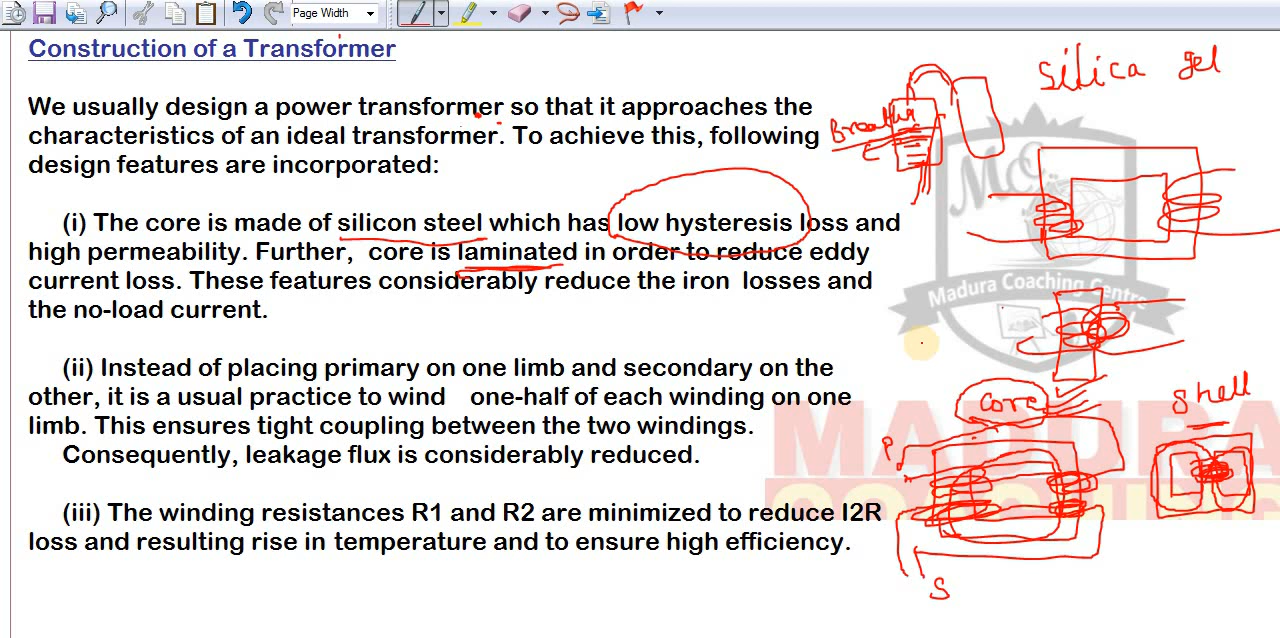 Page Width
Construction of a Transformer
We usually design a power transformer so that it approaches the
characteristics of an ideal transformer. To achieve this, following
design features are incorporated:
(i) The core is made of silicon steel which has low hysteresis loss and
high permeability. Further, core is laminated in order to reduce eddy
current loss. These features considerably reduce the iron losses and
the no-load current.
(ii) Instead of placing primary on one limb and secondary on the
other, it is a usual practice to wind one-half of each winding on one
limb. This ensures tight coupling between the two windings.
Consequently, leakage flux is considerably reduced.
(iii) The winding resistances R1 and R2 are minimized to reduce I2R
loss and resulting rise in temperature and to ensure high efficiency.
Silica gel
MCC
Madura Coaching Centre
Core
Shell
P
S
MADURA
COACHING